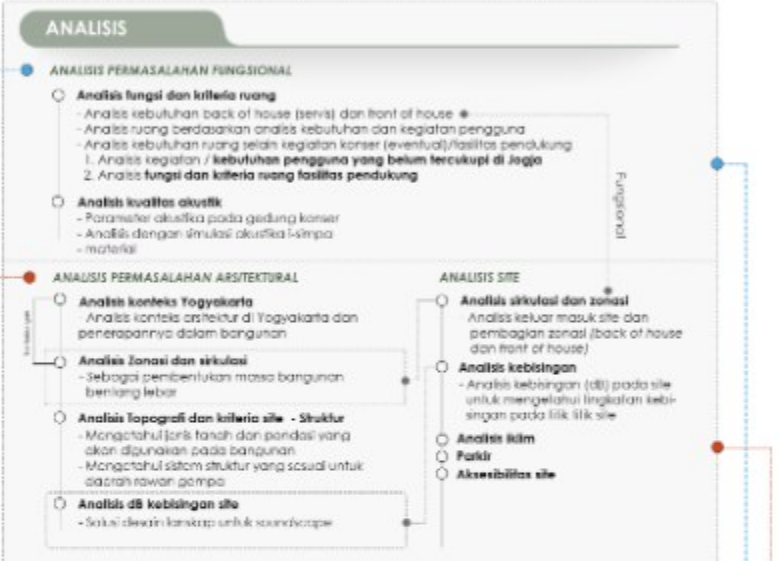 ANALISIS
ANALISIS PERMASALAHAN FUNGSIONAL
Analisis fungsi dan kriteria ruang
- Analisis kebutuhan back of house (servis) dan front of house
- Analisis ruang berdasarkan analisis kebutuhan dan kegiatan pengguna
- Analisis kebutuhan ruang selain kegiatan konser (eventual)/fasilitas pendukung
1. Analisis kegiatan / kebutuhan pengguna yang belum tercukupi di Jogja
2. Analisis fungsi dan kriteria ruang fasilitas pendukung
Analisis kualitas akustik
- Parameter akustika pada gedung konser
- Analisis dengan simulasi akustika i-simpa
- material
Fungsional
ANALISIS PERMASALAHAN ARSITEKTURAL
Analisis konteks Yogyakarta
- Analisis konteks arsitektur di Yogyakarta dan
penerapannya dalam bangunan
Analisis Zonasi dan sirkulasi
- Sebagai pembentukan massa bangunan
bentang lebar
Analisis Topografi dan kriteria site - Struktur
- Mengetahui jenis tanah dan pondasi yang
akan digunakan pada bangunan
- Mengetahui sistem struktur yang sesuai untuk
daerah rawan gempa
Analisis dB kebisingan site
- Solusi desain lanskap untuk soundscape
ANALISIS SITE
Analisis sirkulasi dan zonasi
Analisis keluar masuk site dan
pembagian zonasi (back of house
dan front of house)
Analisis kebisingan
- Analisis kebisingan (dB) pada site
untuk mengetahui tingkatan kebi-
singan pada titik titik site
Analisis iklim
Parkir
Aksesibilitas site